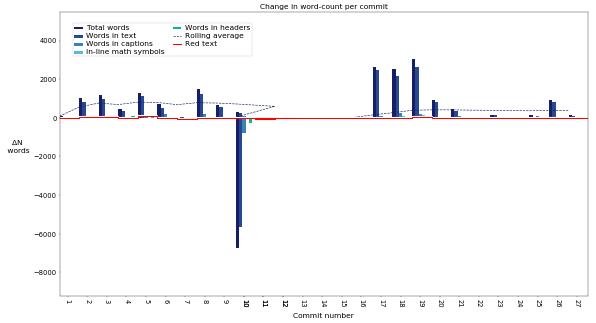 Change in word-count per commit
Total words
Words in text
Words in captions
In-line math symbols
Words in headers
Rolling average
Red text
4000
2000
0
−2000
−4000
−6000
−8000
ΔN
words
1 2 3 4 5 6 7 8 9 10 11 12 13 14 15 16 17 18 19 20 21 22 23 24 25 26 27
Commit number